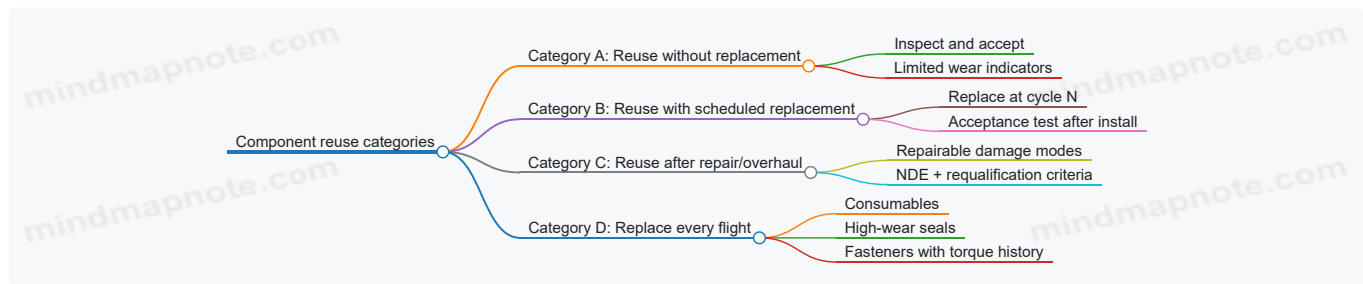 mindmapnote.com
mindmapnote.com
Component reuse categories
Category A: Reuse without replacement
Inspect and accept
Limited wear indicators
Category B: Reuse with scheduled replacement
Replace at cycle N
Acceptance test after install
Category C: Reuse after repair/overhaul
Repairable damage modes
NDE + requalification criteria
Category D: Replace every flight
Consumables
High-wear seals
Fasteners with torque history
mindmapnote.com
mindmapnote.com